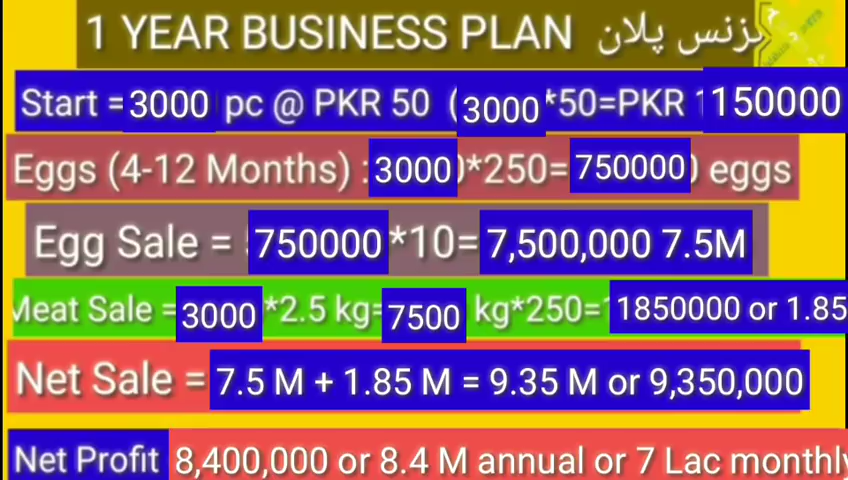 1 YEAR BUSINESS PLAN بزنس پلان
Start = 3000 pc @ PKR 50 (3000*50=PKR 150000
Eggs (4-12 Months) : 3000)*250= 750000) eggs
Egg Sale = 750000 *10= 7,500,000 7.5M
Meat Sale = 3000 *2.5 kg= 7500 kg*250= 1850000 or 1.85
Net Sale = 7.5 M + 1.85 M = 9.35 M or 9,350,000
Net Profit 8,400,000 or 8.4 M annual or 7 Lac monthly